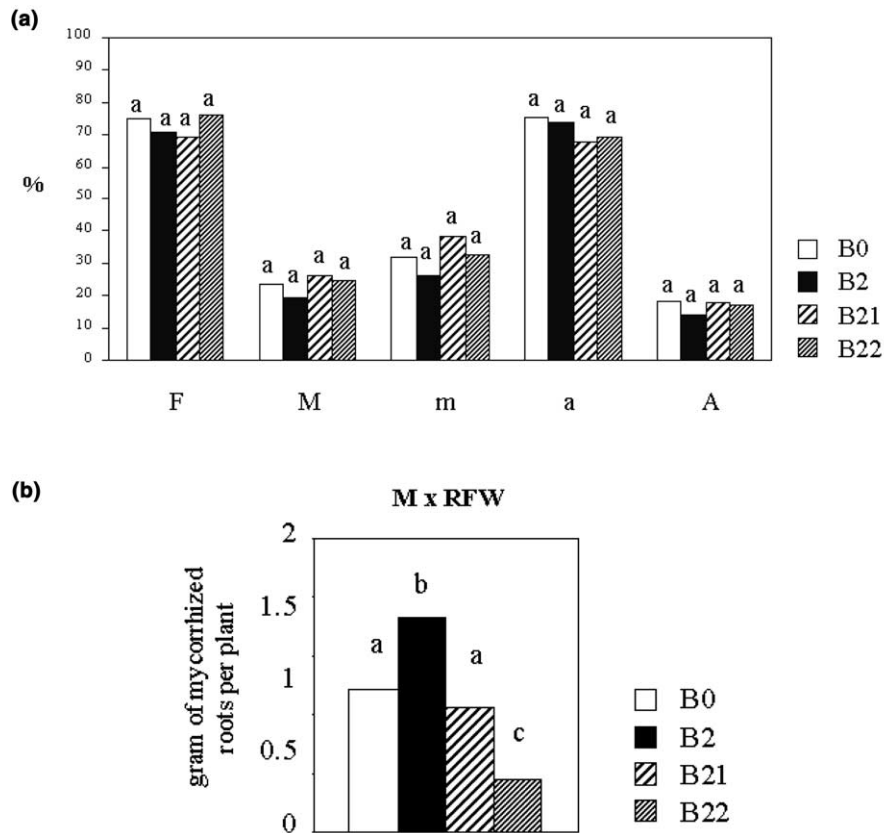 (a)
100
90
80
70
60
50
40
30
20
10
0
%
a a a a
a a a a
a a a a
a a a a
a a a a
F M m a A
B0
B2
B21
B22
(b)
M x RFW
gram of mycorrhized
roots per plant
2
1.5
1
0.5
0
a b a c
B0
B2
B21
B22